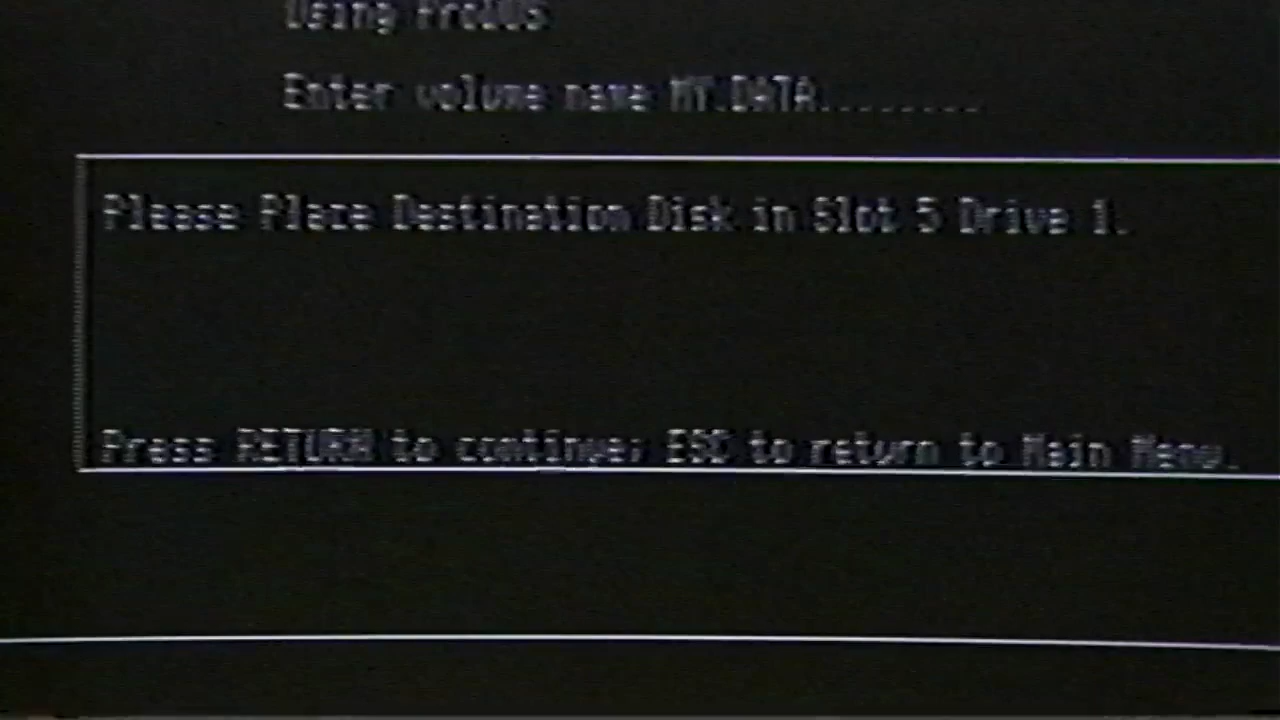 Using ProDOS
Enter volume name MY.DATA.........
Please Place Destination Disk in Slot 5 Drive 1.
Press RETURN to continue; ESC to return to Main Menu.